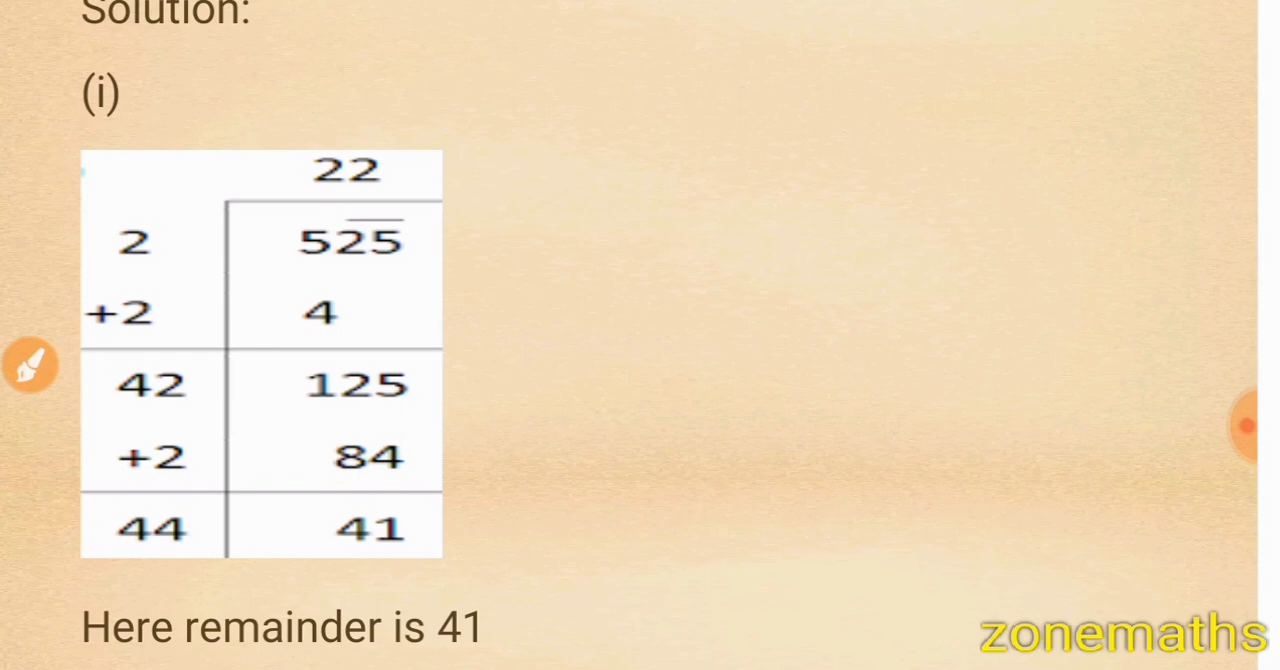 Solution:
(i)
22
2 525
+2 4
42 125
+2 84
44 41
Here remainder is 41
zonemaths